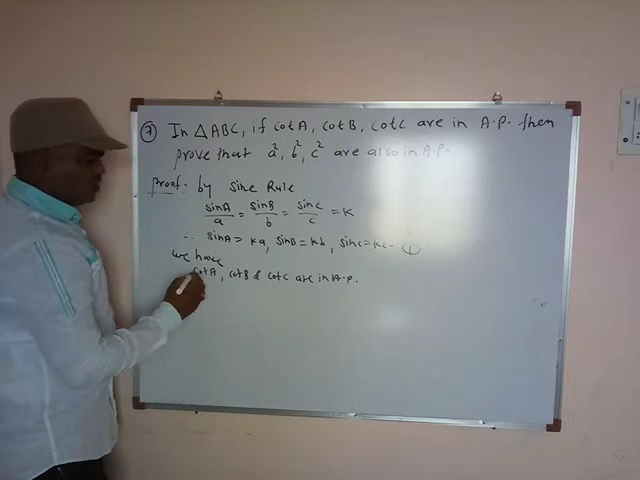 7 In △ABC, if cotA, cotB, cotC are in A.P. then
prove that a², b², c² are also in A.P.
Proof:- by sine Rule
sinA/a = sinB/b = sinC/c = K
∴ sinA = Ka, sinB = Kb, sinC = Kc - ①
we have
cotA, cotB & cotC are in A.P.